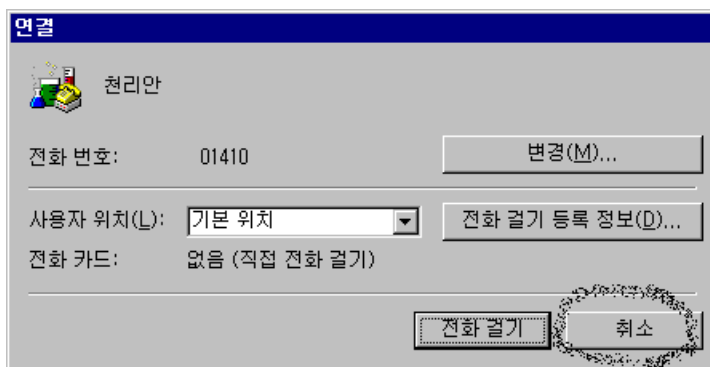 연결
천리안
전화 번호: 01410 변경(M)...
사용자 위치(L): 기본 위치 전화 걸기 등록 정보(D)...
전화 카드: 없음 (직접 전화 걸기)
전화 걸기 취소